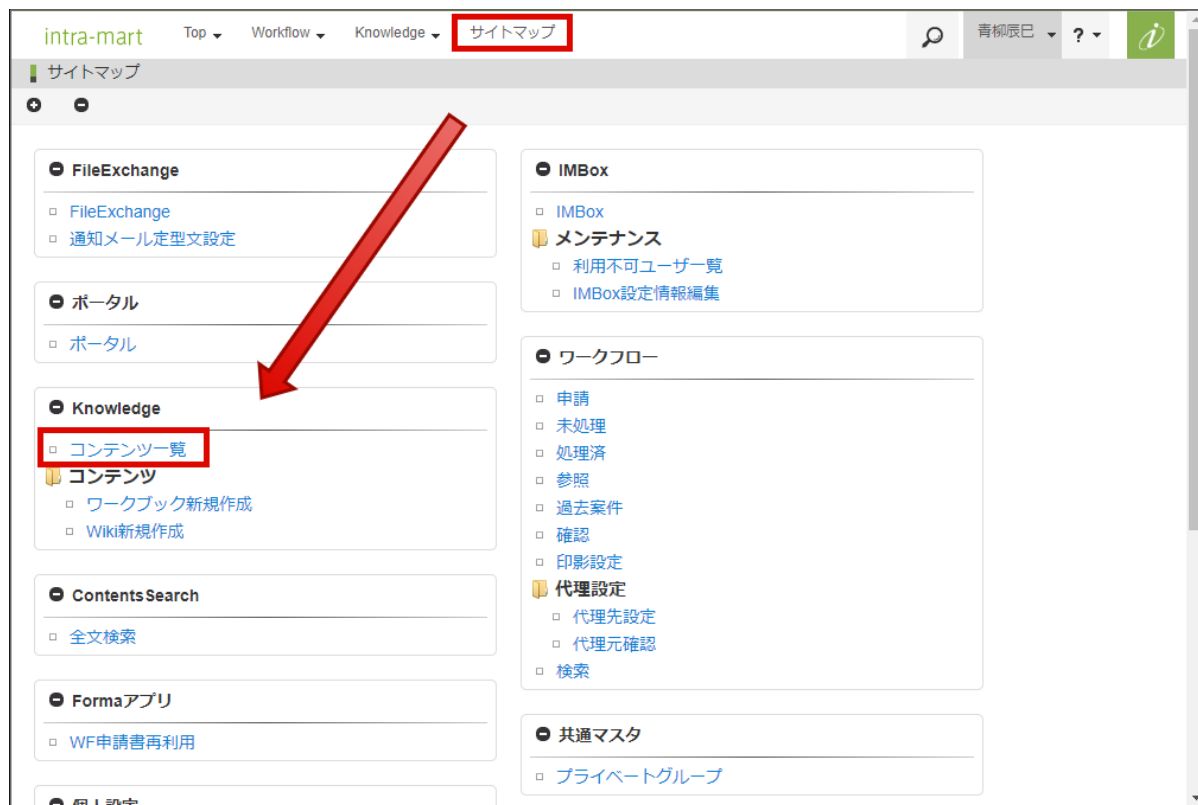 intra-mart Top Workflow Knowledge サイトマップ 青柳辰巳 ?
サイトマップ
FileExchange
FileExchange
通知メール定型文設定
ポータル
ポータル
Knowledge
コンテンツ一覧
コンテンツ
ワークブック新規作成
Wiki新規作成
ContentsSearch
全文検索
Formaアプリ
WF申請書再利用
個人設定
IMBox
IMBox
メンテナンス
利用不可ユーザ一覧
IMBox設定情報編集
ワークフロー
申請
未処理
処理済
参照
過去案件
確認
印影設定
代理設定
代理先設定
代理元確認
検索
共通マスタ
プライベートグループ